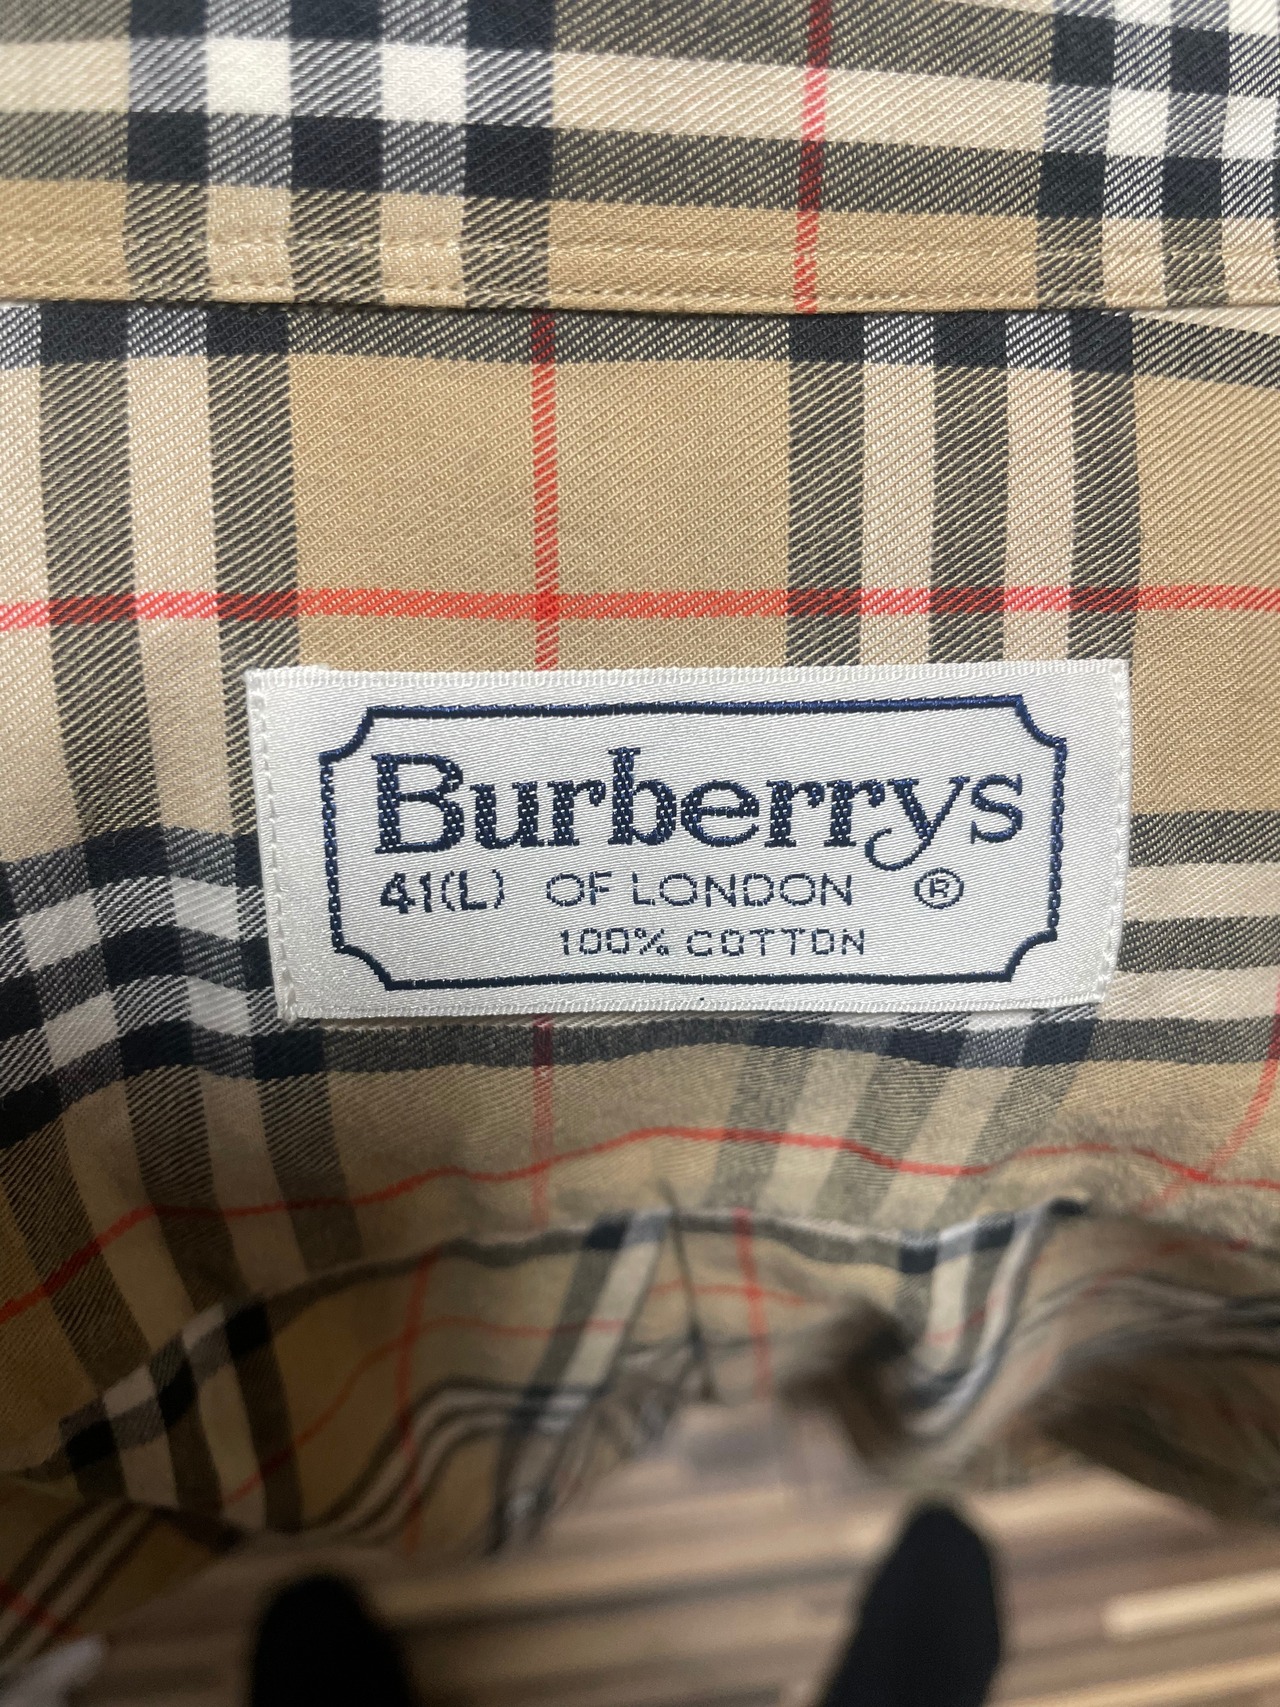 Burberrys
41(L) OF LONDON ®
100% COTTON